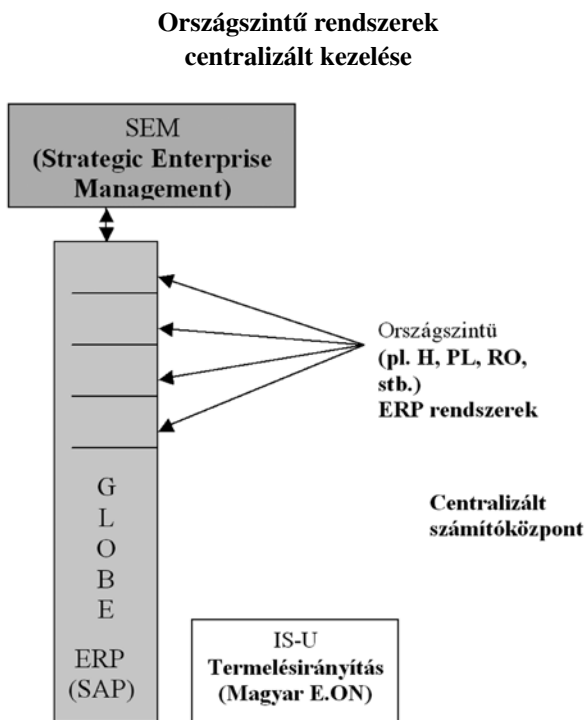 Országszintű rendszerek
centralizált kezelése
SEM
(Strategic Enterprise
Management)
Országszintü
(pl. H, PL, RO,
stb.)
ERP rendszerek
Centralizált
számítóközpont
G
L
O
B
E
ERP
(SAP)
IS-U
Termelésirányítás
(Magyar E.ON)